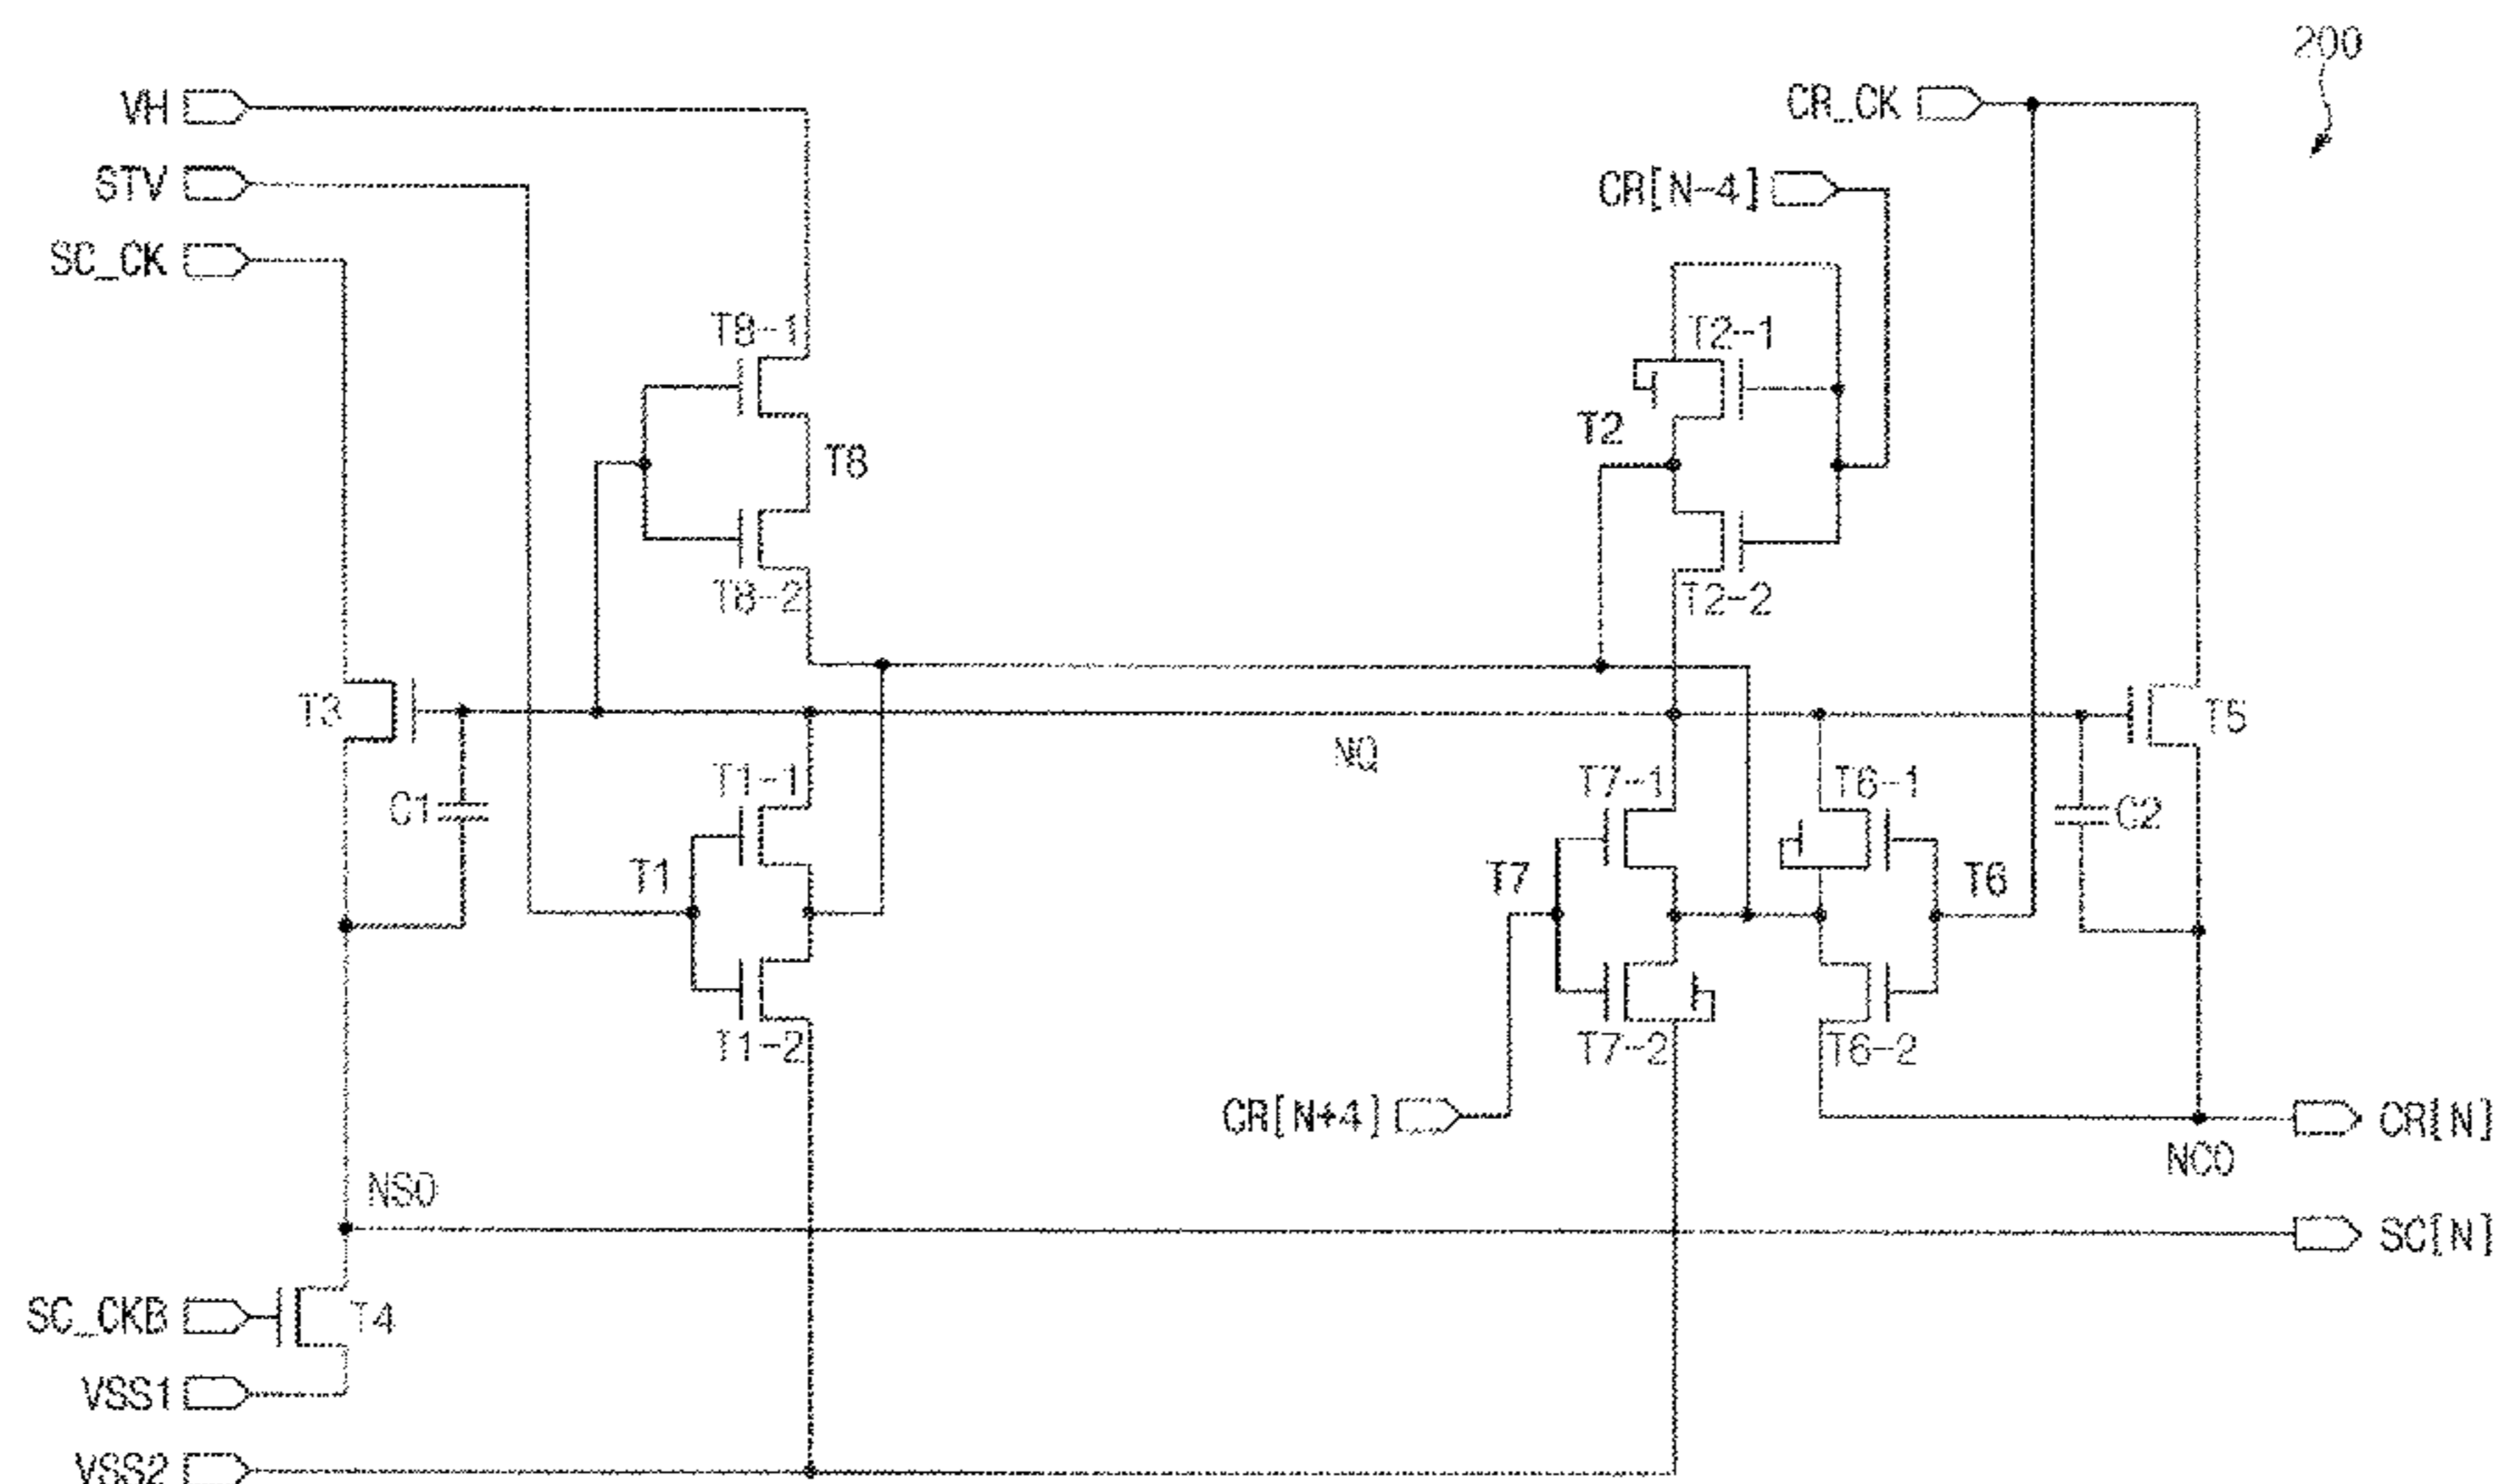 200
VH
CR_CK
STV
CR[N-4]
SC_CK
T8-1
T2-1
T2
T8
T8-2
T2-2
T3
T5
NQ
T1-1
T7-1
T6-1
C1
C2
T1
T7
T6
T1-2
T7-2
T6-2
CR[N+4]
CR[N]
NCO
NSO
SC[N]
SC_CKB
T4
VSS1
VSS2